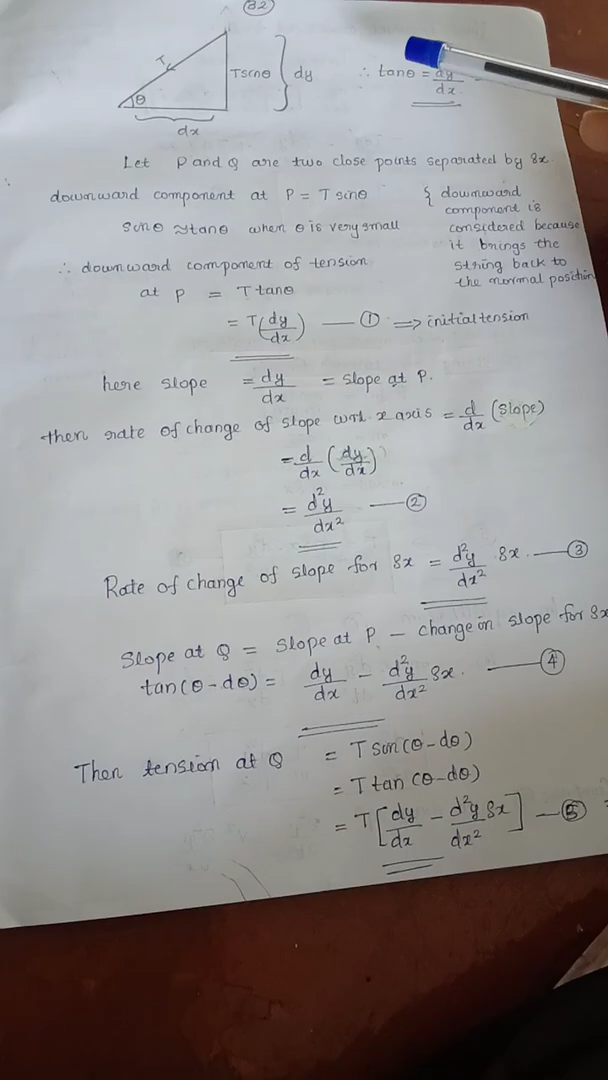 32
T
Tsinθ
dy
θ
dx
∴ tanθ = dy/dx
Let P and Q are two close points separated by δx
downward component at P = T sinθ
{ downward component is considered because it brings the string back to the normal position
sinθ ≈ tanθ when θ is very small
∴ downward component of tension
at P = T tanθ
= T(dy/dx) — ① ⇒ initial tension
here slope = dy/dx = slope at P.
then rate of change of slope with x axis = d/dx (slope)
= d/dx (dy/dx)
= d²y/dx² — ②
Rate of change of slope for δx = d²y/dx² δx. — ③
Slope at Q = Slope at P - change in slope for δx
tan(θ-dθ) = dy/dx - d²y/dx² δx. — ④
Then tension at Q = T sin(θ-dθ)
= T tan(θ-dθ)
= T[dy/dx - d²y/dx² δx] — ⑤